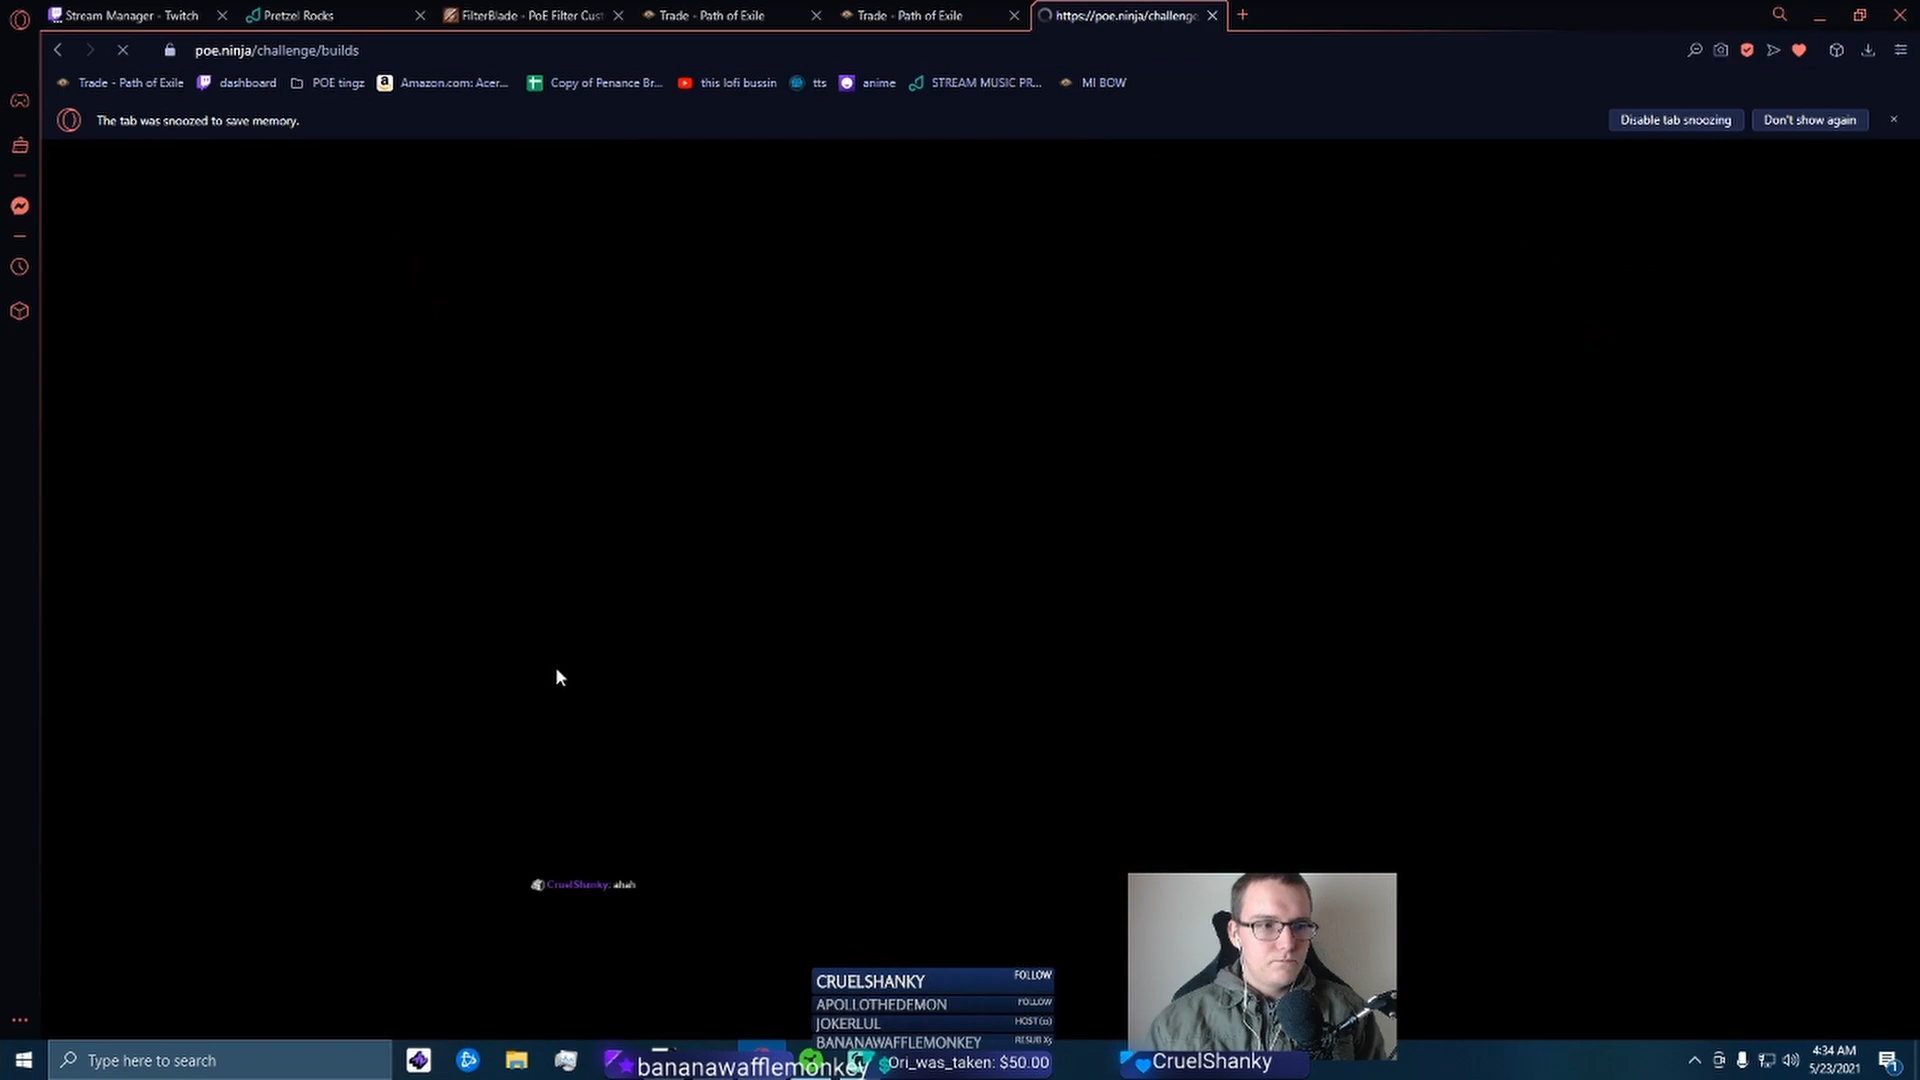 Stream Manager - Twitch
Pretzel Rocks
FilterBlade - PoE Filter Cust
Trade - Path of Exile
Trade - Path of Exile
https://poe.ninja/challenge
poe.ninja/challenge/builds
Trade - Path of Exile
dashboard
POE tingz
Amazon.com: Acer...
Copy of Penance Br...
this lofi bussin
tts
anime
STREAM MUSIC PR...
MI BOW
The tab was snoozed to save memory.
Disable tab snoozing
Don't show again
CruelShanky: ahah
CRUELSHANKY FOLLOW
APOLLOTHEDEMON FOLLOW
JOKERLUL
BANANAWAFFLEMONKEY
Type here to search
bananawafflemonkey
Ori_was_taken: $50.00
CruelShanky
4:34 AM
5/23/2021